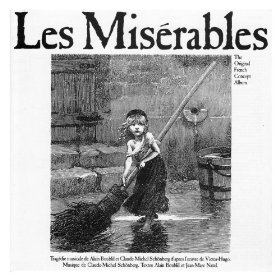 Les Misérables
The
Original
French
Concept
Album
Tragédie musicale de Alain Boublil et Claude-Michel Schönberg d'après l'œuvre de Victor-Hugo.
Musique de Claude-Michel Schönberg. Textes Alain Boublil et Jean-Marc Natel.